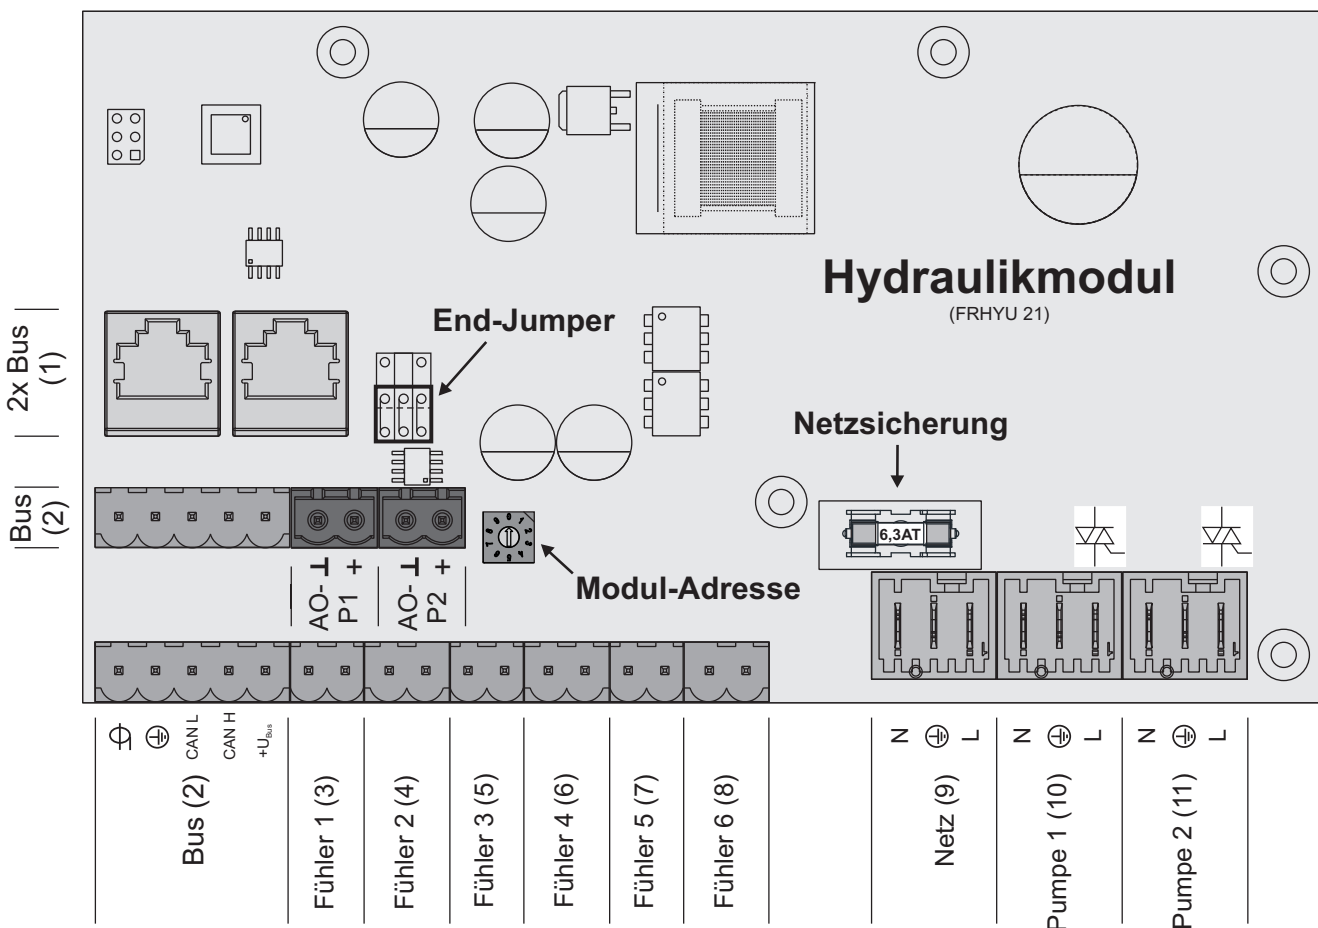 Hydraulikmodul
(FRHYU 21)
End-Jumper
2x Bus
(1)
Netzsicherung
6,3AT
Bus
(2)
Modul-Adresse
⊥ +
AO-
P1
⊥ +
AO-
P2
CAN L
CAN H
+U Bus
Bus (2)
Fühler 1 (3)
Fühler 2 (4)
Fühler 3 (5)
Fühler 4 (6)
Fühler 5 (7)
Fühler 6 (8)
N L
Netz (9)
N L
Pumpe 1 (10)
N L
Pumpe 2 (11)